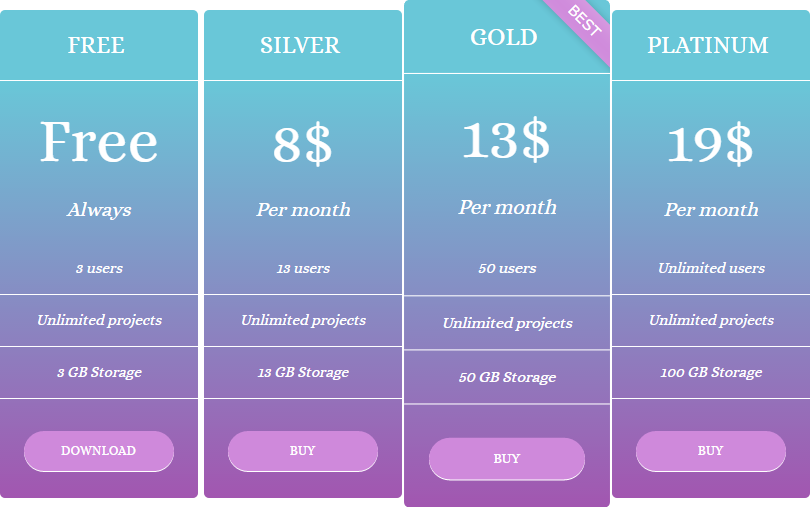 FREE
Free
Always
3 users
Unlimited projects
3 GB Storage
DOWNLOAD
SILVER
8$
Per month
13 users
Unlimited projects
13 GB Storage
BUY
GOLD
BEST
13$
Per month
50 users
Unlimited projects
50 GB Storage
BUY
PLATINUM
19$
Per month
Unlimited users
Unlimited projects
100 GB Storage
BUY